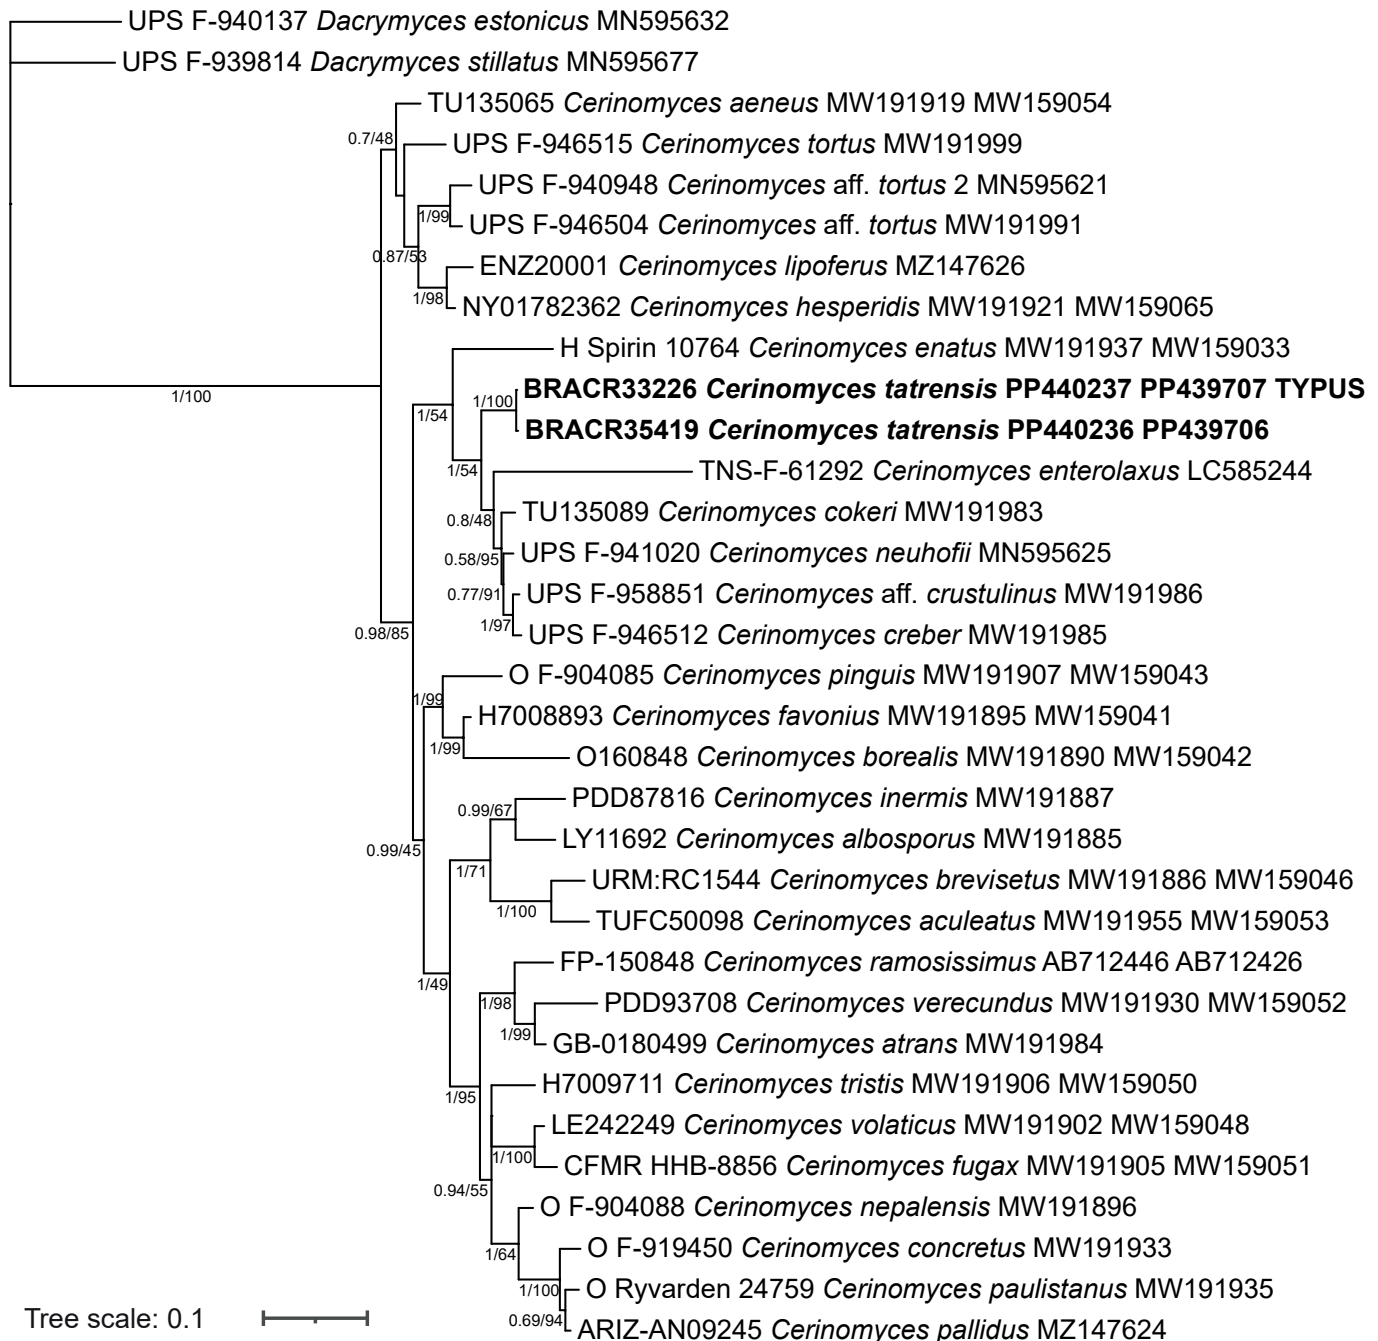 UPS F-940137 Dacrymyces estonicus MN595632
UPS F-939814 Dacrymyces stillatus MN595677
TU135065 Cerinomyces aeneus MW191919 MW159054
0.7/48
UPS F-946515 Cerinomyces tortus MW191999
UPS F-940948 Cerinomyces aff. tortus 2 MN595621
1/99
UPS F-946504 Cerinomyces aff. tortus MW191991
0.87/53
ENZ20001 Cerinomyces lipoferus MZ147626
1/98
NY01782362 Cerinomyces hesperidis MW191921 MW159065
H Spirin 10764 Cerinomyces enatus MW191937 MW159033
1/100
BRACR33226 Cerinomyces tatrensis PP440237 PP439707 TYPUS
1/100
1/54
BRACR35419 Cerinomyces tatrensis PP440236 PP439706
1/54
TNS-F-61292 Cerinomyces enterolaxus LC585244
0.8/48
TU135089 Cerinomyces cokeri MW191983
0.58/95
UPS F-941020 Cerinomyces neuhofii MN595625
0.77/91
UPS F-958851 Cerinomyces aff. crustulinus MW191986
1/97
UPS F-946512 Cerinomyces creber MW191985
0.98/85
O F-904085 Cerinomyces pinguis MW191907 MW159043
1/99
H7008893 Cerinomyces favonius MW191895 MW159041
1/99
O160848 Cerinomyces borealis MW191890 MW159042
PDD87816 Cerinomyces inermis MW191887
0.99/67
LY11692 Cerinomyces albosporus MW191885
0.99/45
1/71
URM:RC1544 Cerinomyces brevisetus MW191886 MW159046
1/100
TUFC50098 Cerinomyces aculeatus MW191955 MW159053
FP-150848 Cerinomyces ramosissimus AB712446 AB712426
1/49
1/98
PDD93708 Cerinomyces verecundus MW191930 MW159052
1/99
GB-0180499 Cerinomyces atrans MW191984
H7009711 Cerinomyces tristis MW191906 MW159050
1/95
LE242249 Cerinomyces volaticus MW191902 MW159048
1/100
CFMR HHB-8856 Cerinomyces fugax MW191905 MW159051
0.94/55
O F-904088 Cerinomyces nepalensis MW191896
1/64
O F-919450 Cerinomyces concretus MW191933
1/100
O Ryvarden 24759 Cerinomyces paulistanus MW191935
0.69/94
ARIZ-AN09245 Cerinomyces pallidus MZ147624
Tree scale: 0.1